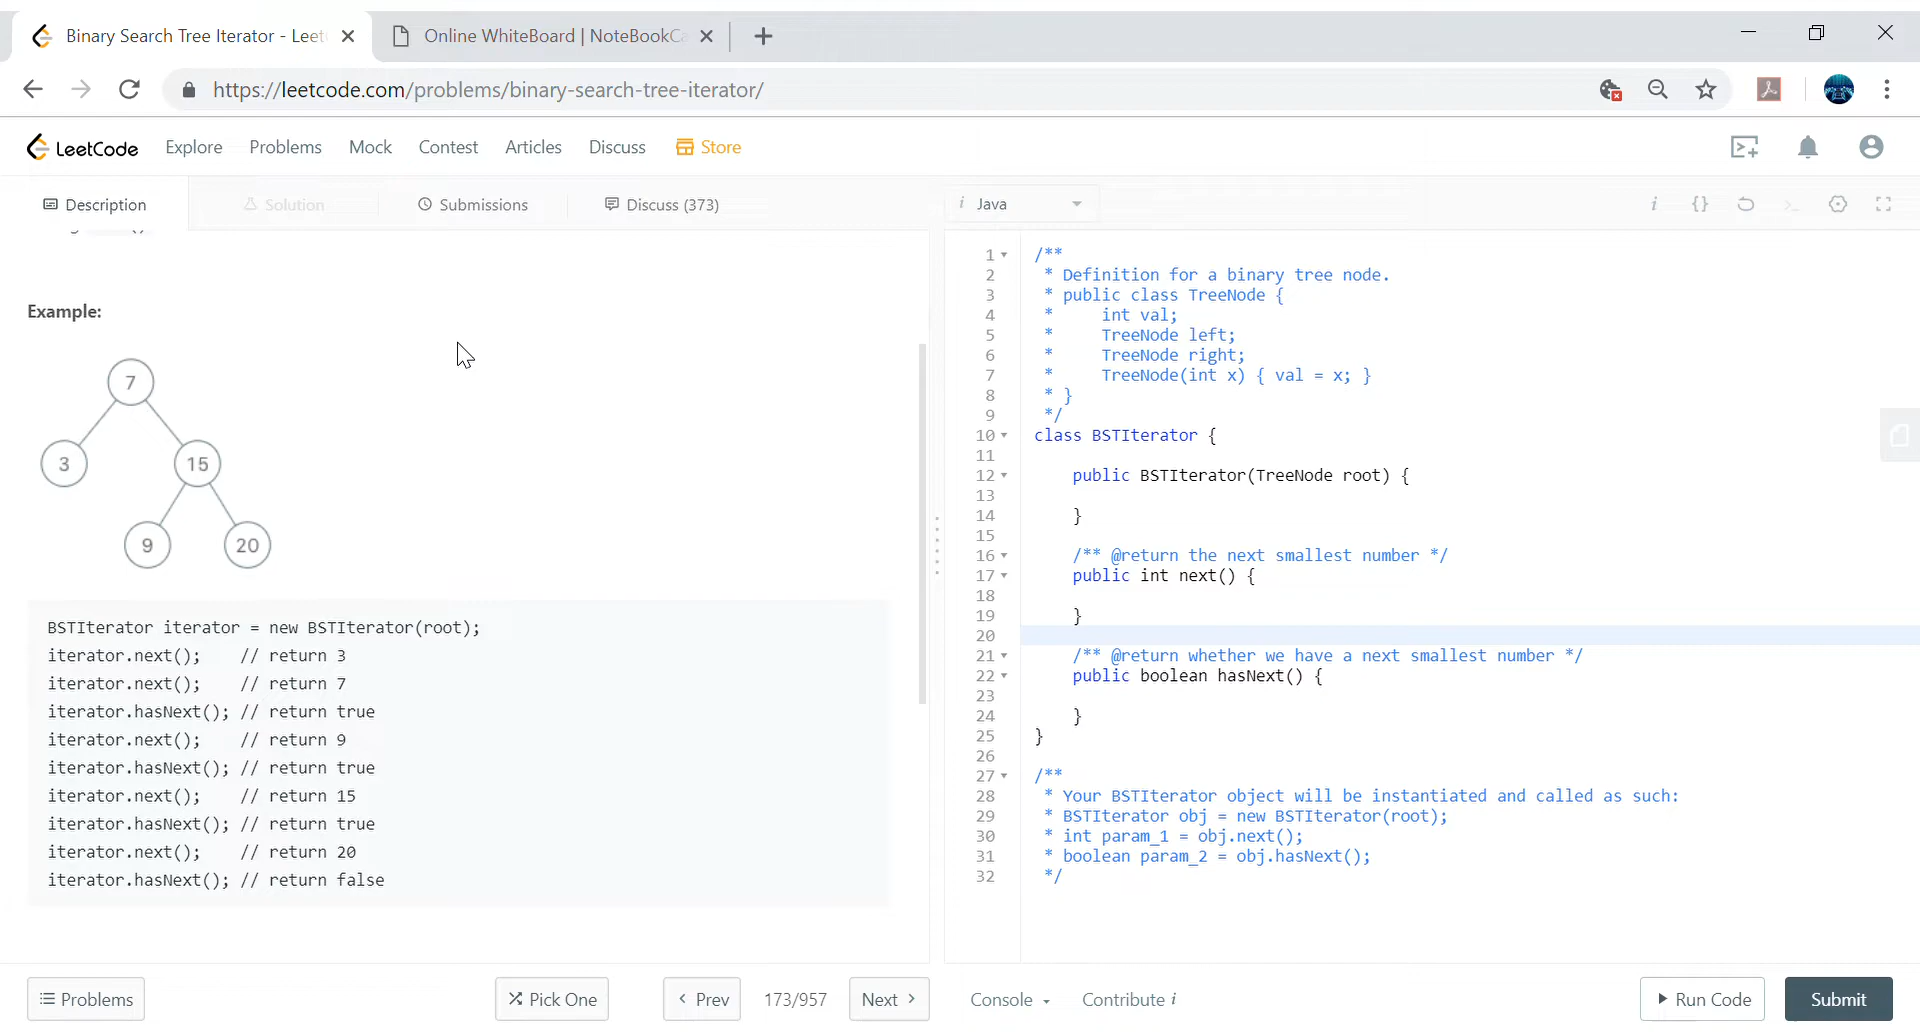 Binary Search Tree Iterator - Leet
Online WhiteBoard | NoteBookC
https://leetcode.com/problems/binary-search-tree-iterator/
LeetCode
Explore
Problems
Mock
Contest
Articles
Discuss
Store
Description
Solution
Submissions
Discuss (373)
i Java
i
{}
Example:
7
3
15
9
20
BSTIterator iterator = new BSTIterator(root);
iterator.next();    // return 3
iterator.next();    // return 7
iterator.hasNext(); // return true
iterator.next();    // return 9
iterator.hasNext(); // return true
iterator.next();    // return 15
iterator.hasNext(); // return true
iterator.next();    // return 20
iterator.hasNext(); // return false
1 /**
2  * Definition for a binary tree node.
3  * public class TreeNode {
4  *     int val;
5  *     TreeNode left;
6  *     TreeNode right;
7  *     TreeNode(int x) { val = x; }
8  * }
9  */
10 class BSTIterator {
11
12     public BSTIterator(TreeNode root) {
13
14     }
15
16     /** @return the next smallest number */
17     public int next() {
18
19     }
20
21     /** @return whether we have a next smallest number */
22     public boolean hasNext() {
23
24     }
25 }
26
27 /**
28  * Your BSTIterator object will be instantiated and called as such:
29  * BSTIterator obj = new BSTIterator(root);
30  * int param_1 = obj.next();
31  * boolean param_2 = obj.hasNext();
32  */
Problems
Pick One
Prev
173/957
Next
Console
Contribute i
Run Code
Submit